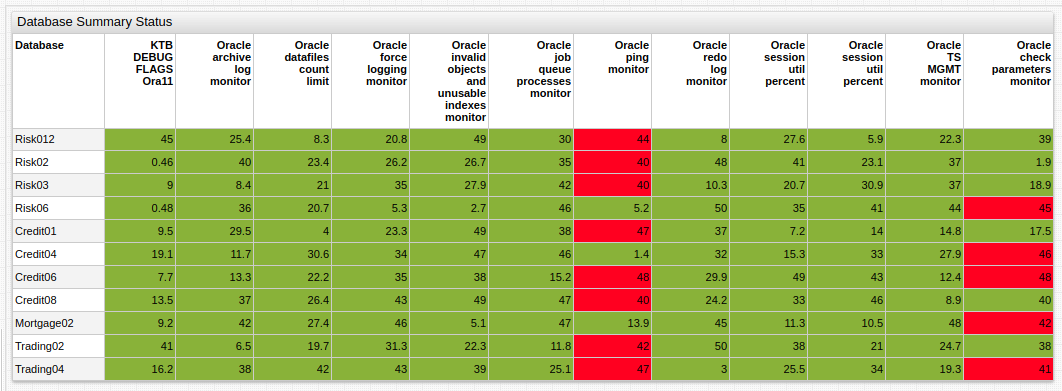 Database Summary Status
Database KTB DEBUG FLAGS Ora11 Oracle archive log monitor Oracle datafiles count limit Oracle force logging monitor Oracle invalid objects and unusable indexes monitor Oracle job queue processes monitor Oracle ping monitor Oracle redo log monitor Oracle session util percent Oracle session util percent Oracle TS MGMT monitor Oracle check parameters monitor
Risk012 45 25.4 8.3 20.8 49 30 44 8 27.6 5.9 22.3 39
Risk02 0.46 40 23.4 26.2 26.7 35 40 48 41 23.1 37 1.9
Risk03 9 8.4 21 35 27.9 42 40 10.3 20.7 30.9 37 18.9
Risk06 0.48 36 20.7 5.3 2.7 46 5.2 50 35 41 44 45
Credit01 9.5 29.5 4 23.3 49 38 47 37 7.2 14 14.8 17.5
Credit04 19.1 11.7 30.6 34 47 46 1.4 32 15.3 33 27.9 46
Credit06 7.7 13.3 22.2 35 38 15.2 48 29.9 49 43 12.4 48
Credit08 13.5 37 26.4 43 49 47 40 24.2 33 46 8.9 40
Mortgage02 9.2 42 27.4 46 5.1 47 13.9 45 11.3 10.5 48 42
Trading02 41 6.5 19.7 31.3 22.3 11.8 42 50 38 21 24.7 38
Trading04 16.2 38 42 43 39 25.1 47 3 25.5 34 19.3 41